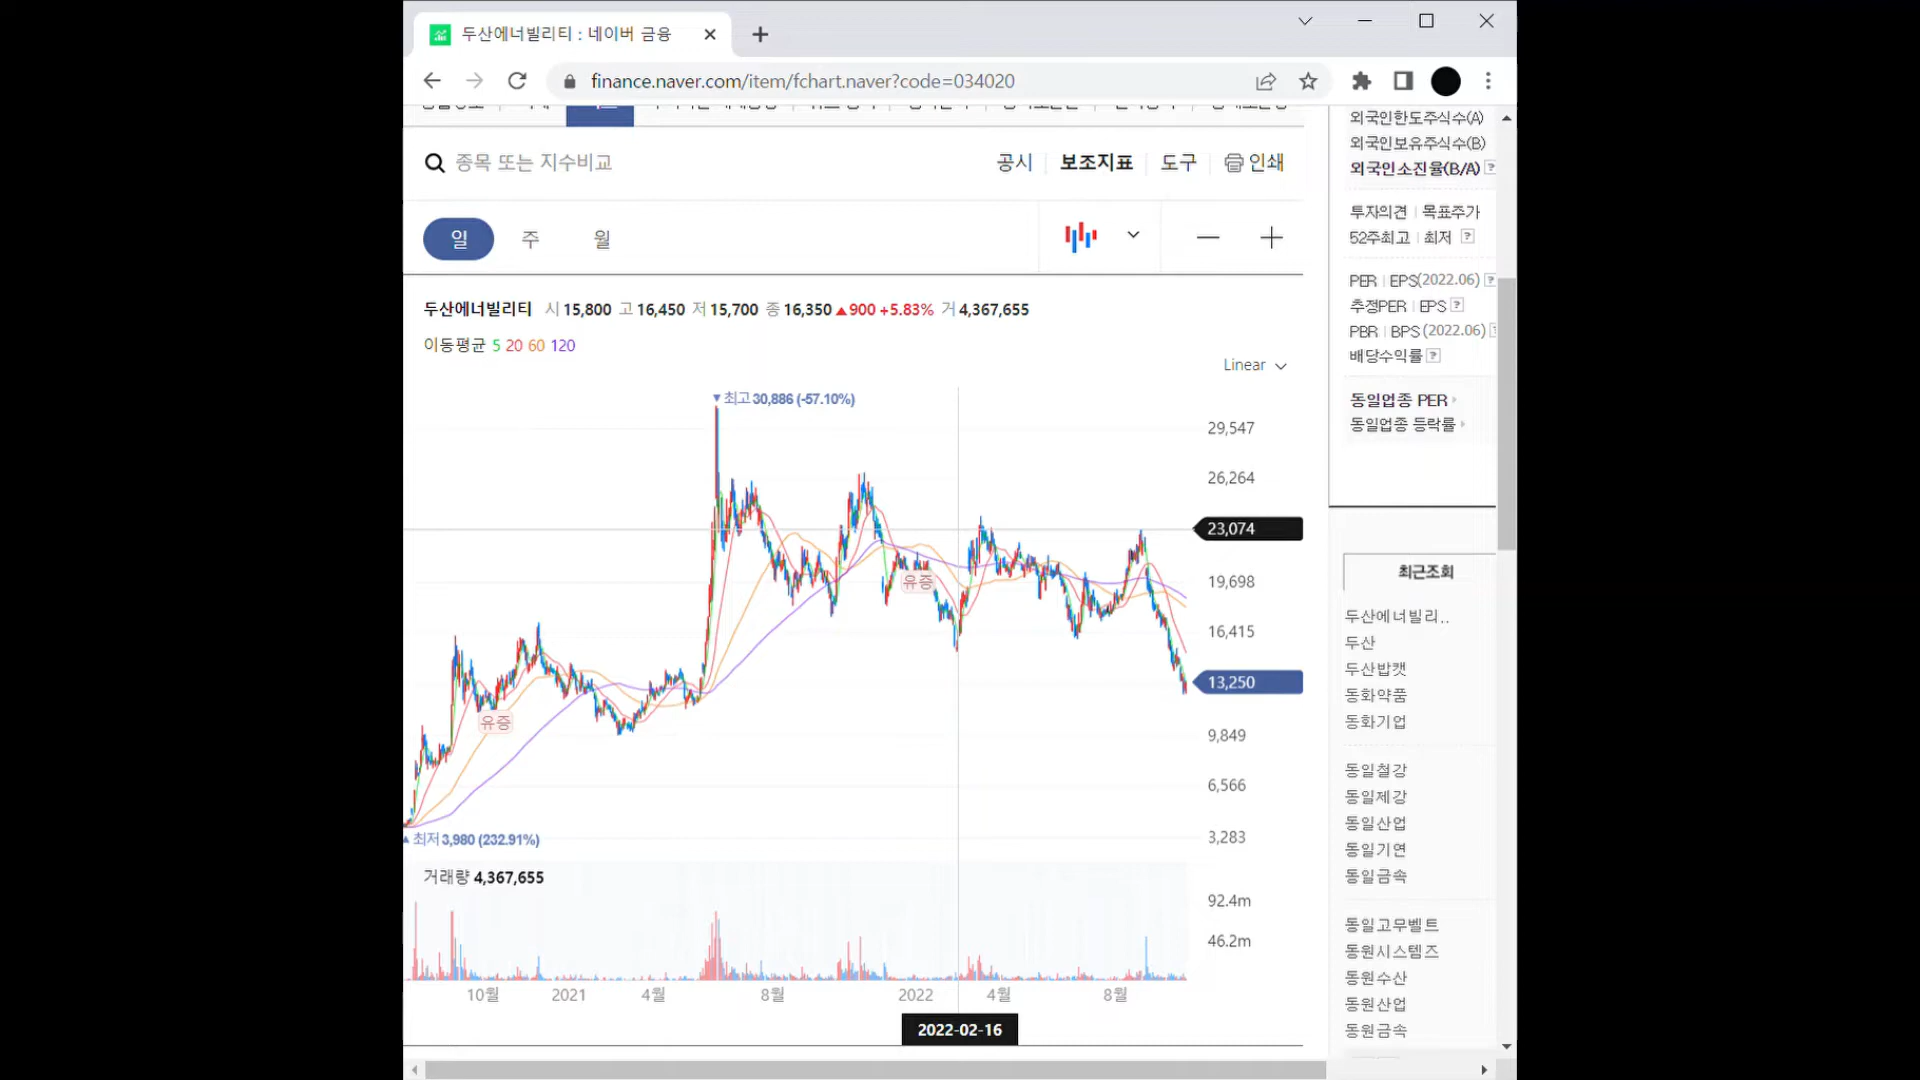 두산에너빌리티 : 네이버 금융
finance.naver.com/item/fchart.naver?code=034020
종목 또는 지수비교
공시 보조지표 도구 인쇄
일 주 월
두산에너빌리티 시 15,800 고 16,450 저 15,700 종 16,350 ▲900 +5.83% 거 4,367,655
이동평균 5 20 60 120
Linear
▼최고 30,886 (-57.10%)
29,547
26,264
23,074
19,698
16,415
13,250
9,849
6,566
3,283
유증
유증
▲최저 3,980 (232.91%)
거래량 4,367,655
92.4m
46.2m
10월 2021 4월 8월 2022 4월 8월
2022-02-16
외국인한도주식수(A)
외국인보유주식수(B)
외국인소진율(B/A) ?
투자의견 | 목표주가
52주최고 | 최저 ?
PER | EPS(2022.06) ?
추정PER | EPS ?
PBR | BPS (2022.06) ?
배당수익률 ?
동일업종 PER
동일업종 등락률
최근조회
두산에너빌리..
두산
두산밥캣
동화약품
동화기업
동일철강
동일제강
동일산업
동일기연
동일금속
동일고무벨트
동원시스템즈
동원수산
동원산업
동원금속